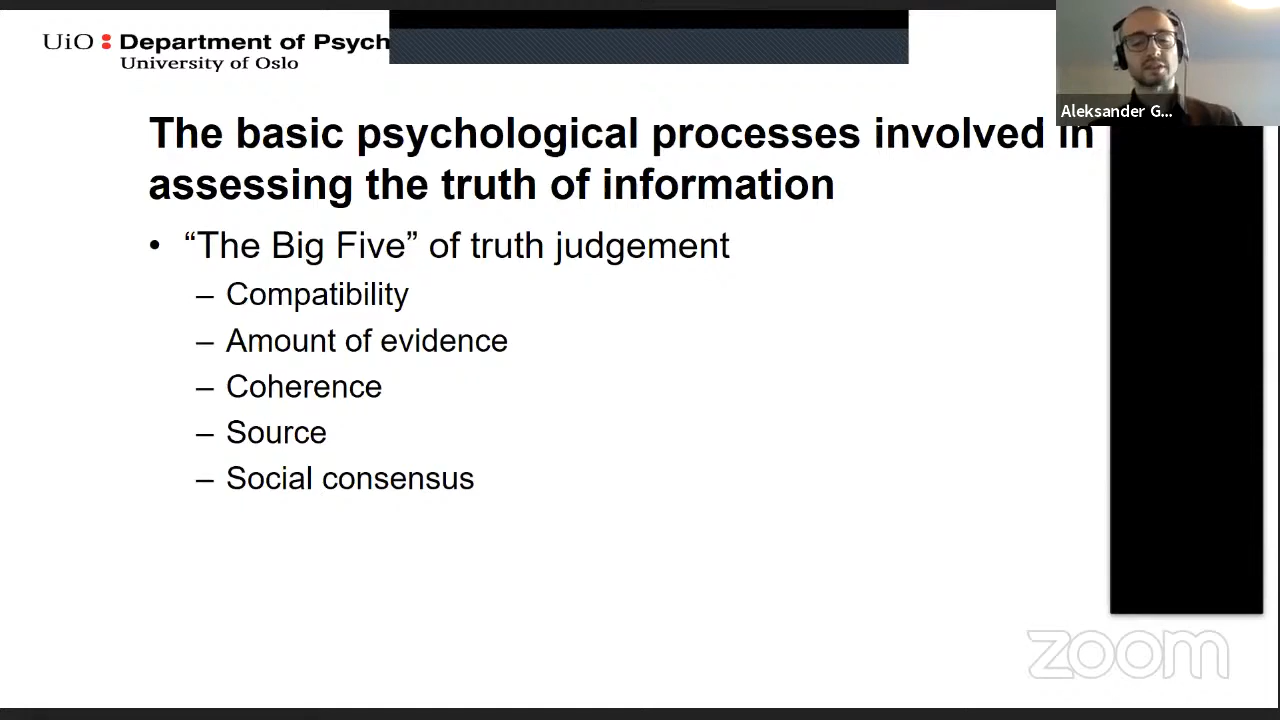 UiO : Department of Psych
University of Oslo
Aleksander G...
The basic psychological processes involved in
assessing the truth of information
• “The Big Five” of truth judgement
– Compatibility
– Amount of evidence
– Coherence
– Source
– Social consensus
zoom